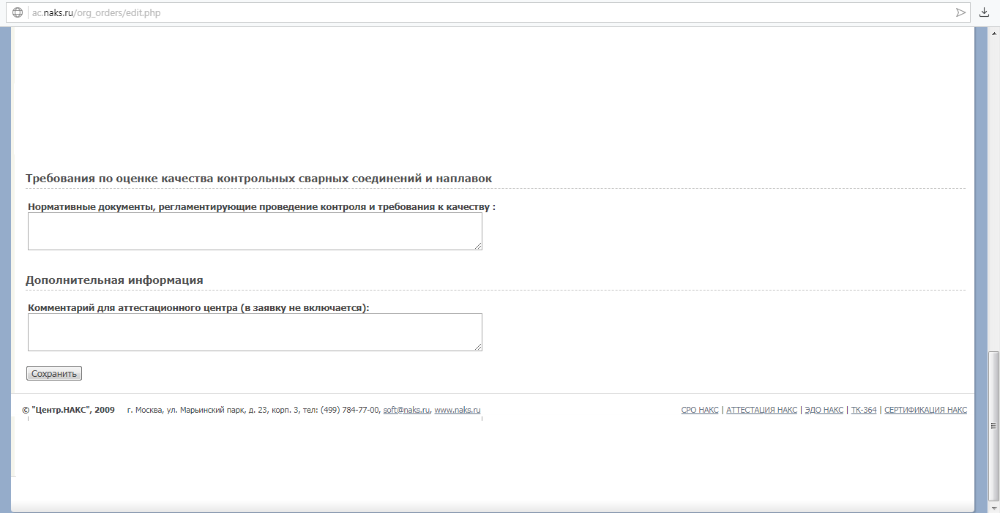 ac.naks.ru/org_orders/edit.php
Требования по оценке качества контрольных сварных соединений и наплавок
Нормативные документы, регламентирующие проведение контроля и требования к качеству :
Дополнительная информация
Комментарий для аттестационного центра (в заявку не включается):
Сохранить
© "Центр.НАКС", 2009 г. Москва, ул. Марьинский парк, д. 23, корп. 3, тел: (499) 784-77-00, soft@naks.ru, www.naks.ru СРО НАКС | АТТЕСТАЦИЯ НАКС | ЭДО НАКС | ТК-364 | СЕРТИФИКАЦИЯ НАКС